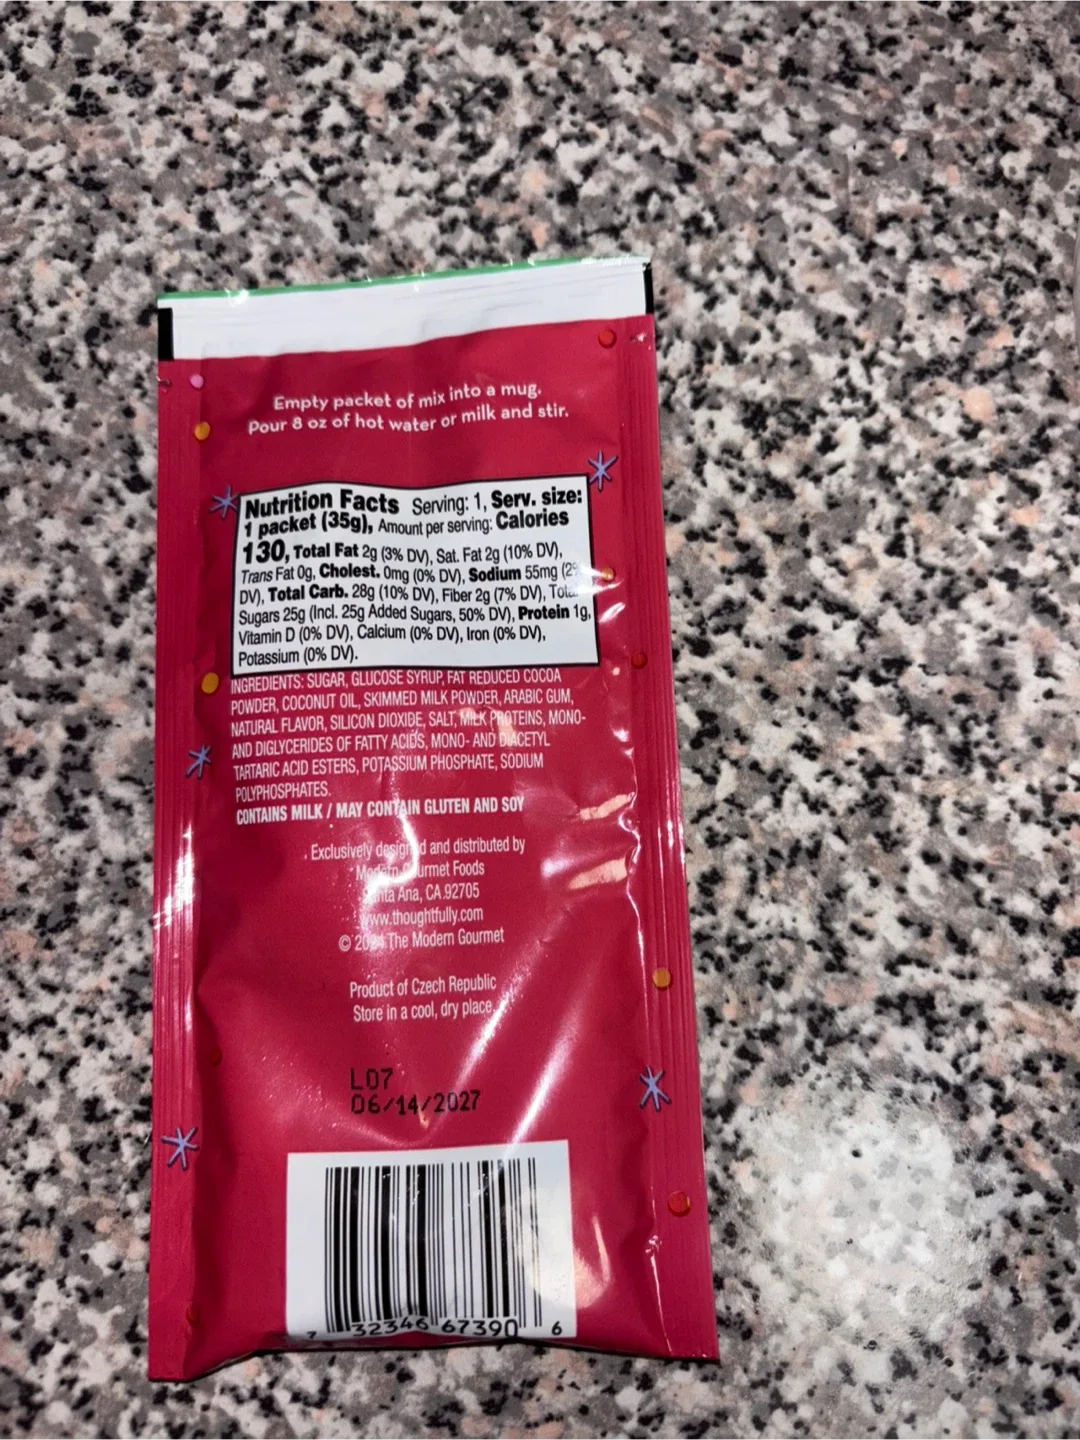 Empty packet of mix into a mug.
Pour 8 oz of hot water or milk and stir.
Nutrition Facts Serving: 1, Serv. size:
1 packet (35g), Amount per serving: Calories
130, Total Fat 2g (3% DV), Sat. Fat 2g (10% DV),
Trans Fat 0g, Cholest. 0mg (0% DV), Sodium 55mg (2%
DV), Total Carb. 28g (10% DV), Fiber 2g (7% DV), Total
Sugars 25g (Incl. 25g Added Sugars, 50% DV), Protein 1g,
Vitamin D (0% DV), Calcium (0% DV), Iron (0% DV),
Potassium (0% DV).
INGREDIENTS: SUGAR, GLUCOSE SYRUP, FAT REDUCED COCOA
POWDER, COCONUT OIL, SKIMMED MILK POWDER, ARABIC GUM,
NATURAL FLAVOR, SILICON DIOXIDE, SALT, MILK PROTEINS, MONO-
AND DIGLYCERIDES OF FATTY ACIDS, MONO- AND DIACETYL
TARTARIC ACID ESTERS, POTASSIUM PHOSPHATE, SODIUM
POLYPHOSPHATES.
CONTAINS MILK / MAY CONTAIN GLUTEN AND SOY
Exclusively designed and distributed by
Modern Gourmet Foods
Santa Ana, CA 92705
www.thoughtfully.com
© 2024 The Modern Gourmet
Product of Czech Republic
Store in a cool, dry place.
L07
06/14/2027
7 32346 67390 6